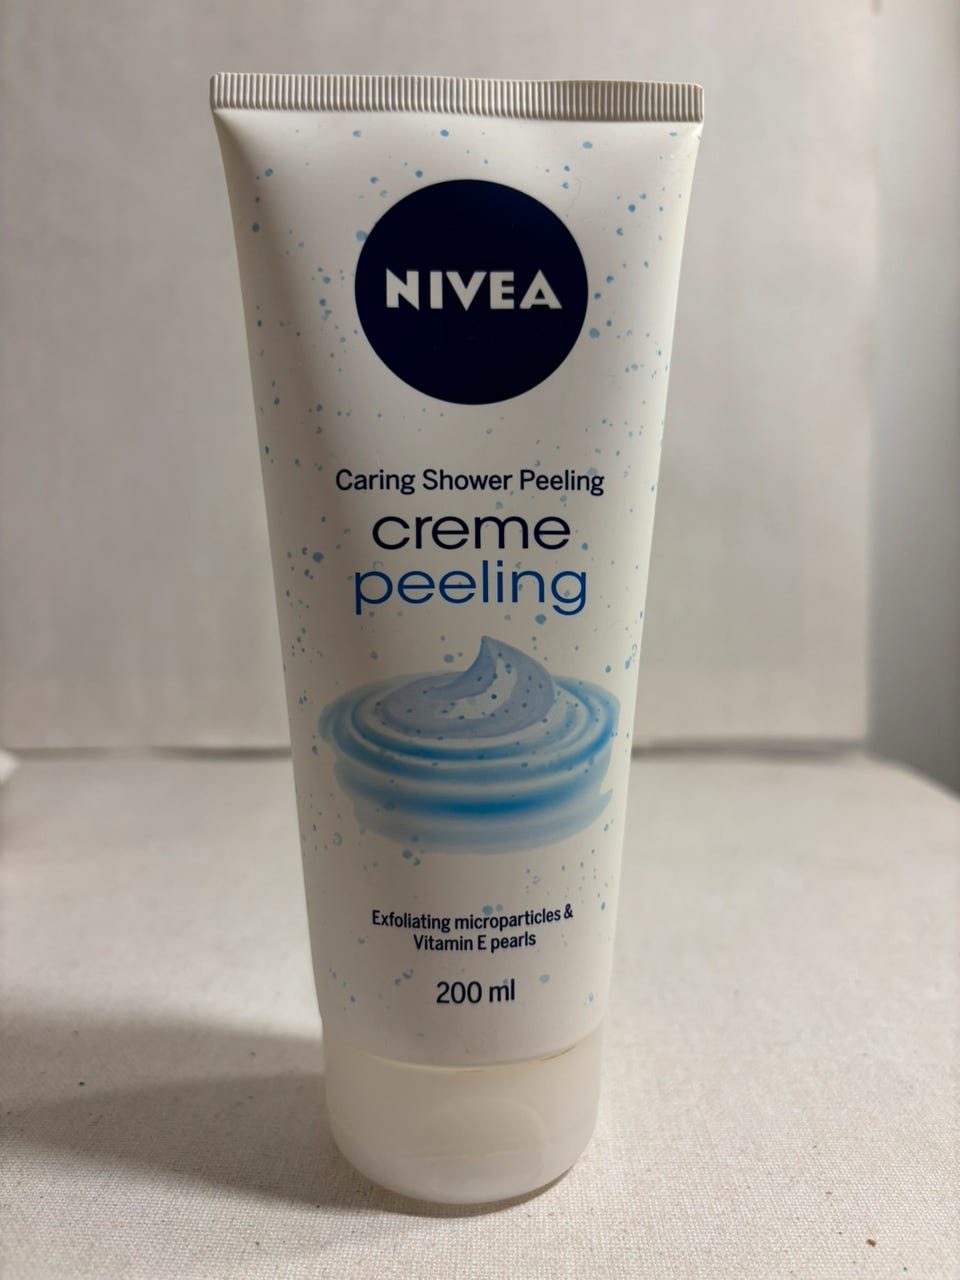 NIVEA
Caring Shower Peeling
creme
peeling
Exfoliating microparticles &
Vitamin E pearls
200 ml